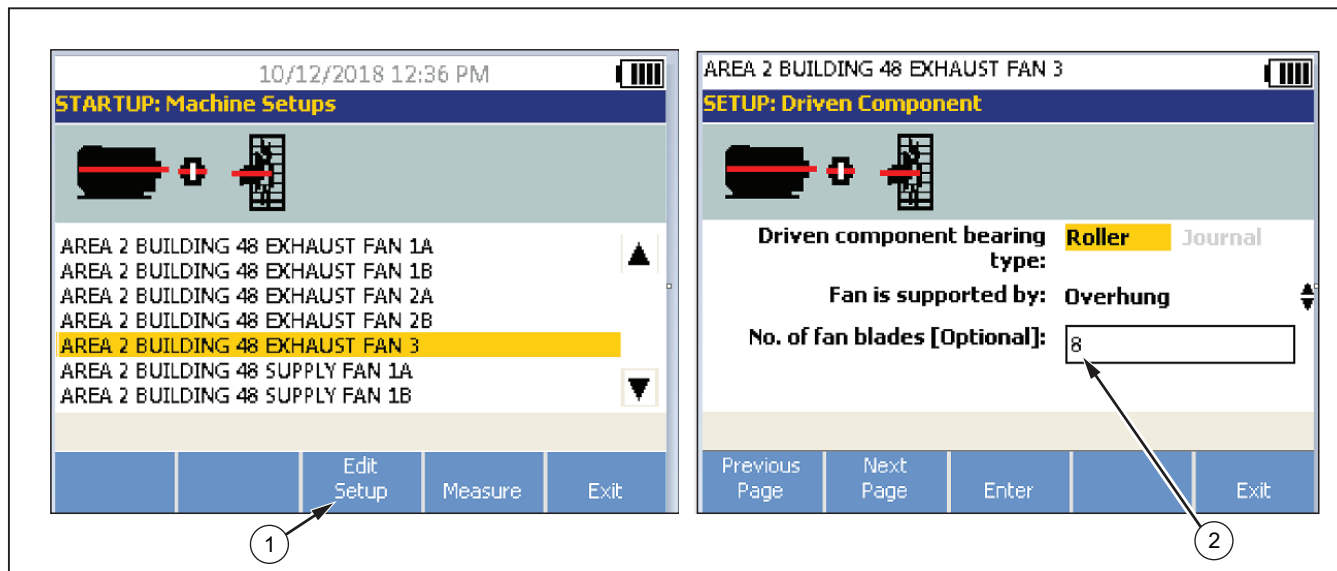 10/12/2018 12:36 PM
STARTUP: Machine Setups
AREA 2 BUILDING 48 EXHAUST FAN 1A
AREA 2 BUILDING 48 EXHAUST FAN 1B
AREA 2 BUILDING 48 EXHAUST FAN 2A
AREA 2 BUILDING 48 EXHAUST FAN 2B
AREA 2 BUILDING 48 EXHAUST FAN 3
AREA 2 BUILDING 48 SUPPLY FAN 1A
AREA 2 BUILDING 48 SUPPLY FAN 1B
Edit
Setup
Measure
Exit
1
AREA 2 BUILDING 48 EXHAUST FAN 3
SETUP: Driven Component
Driven component bearing
type:
Roller
Journal
Fan is supported by:
Overhung
No. of fan blades [Optional]:
8
Previous
Page
Next
Page
Enter
Exit
2